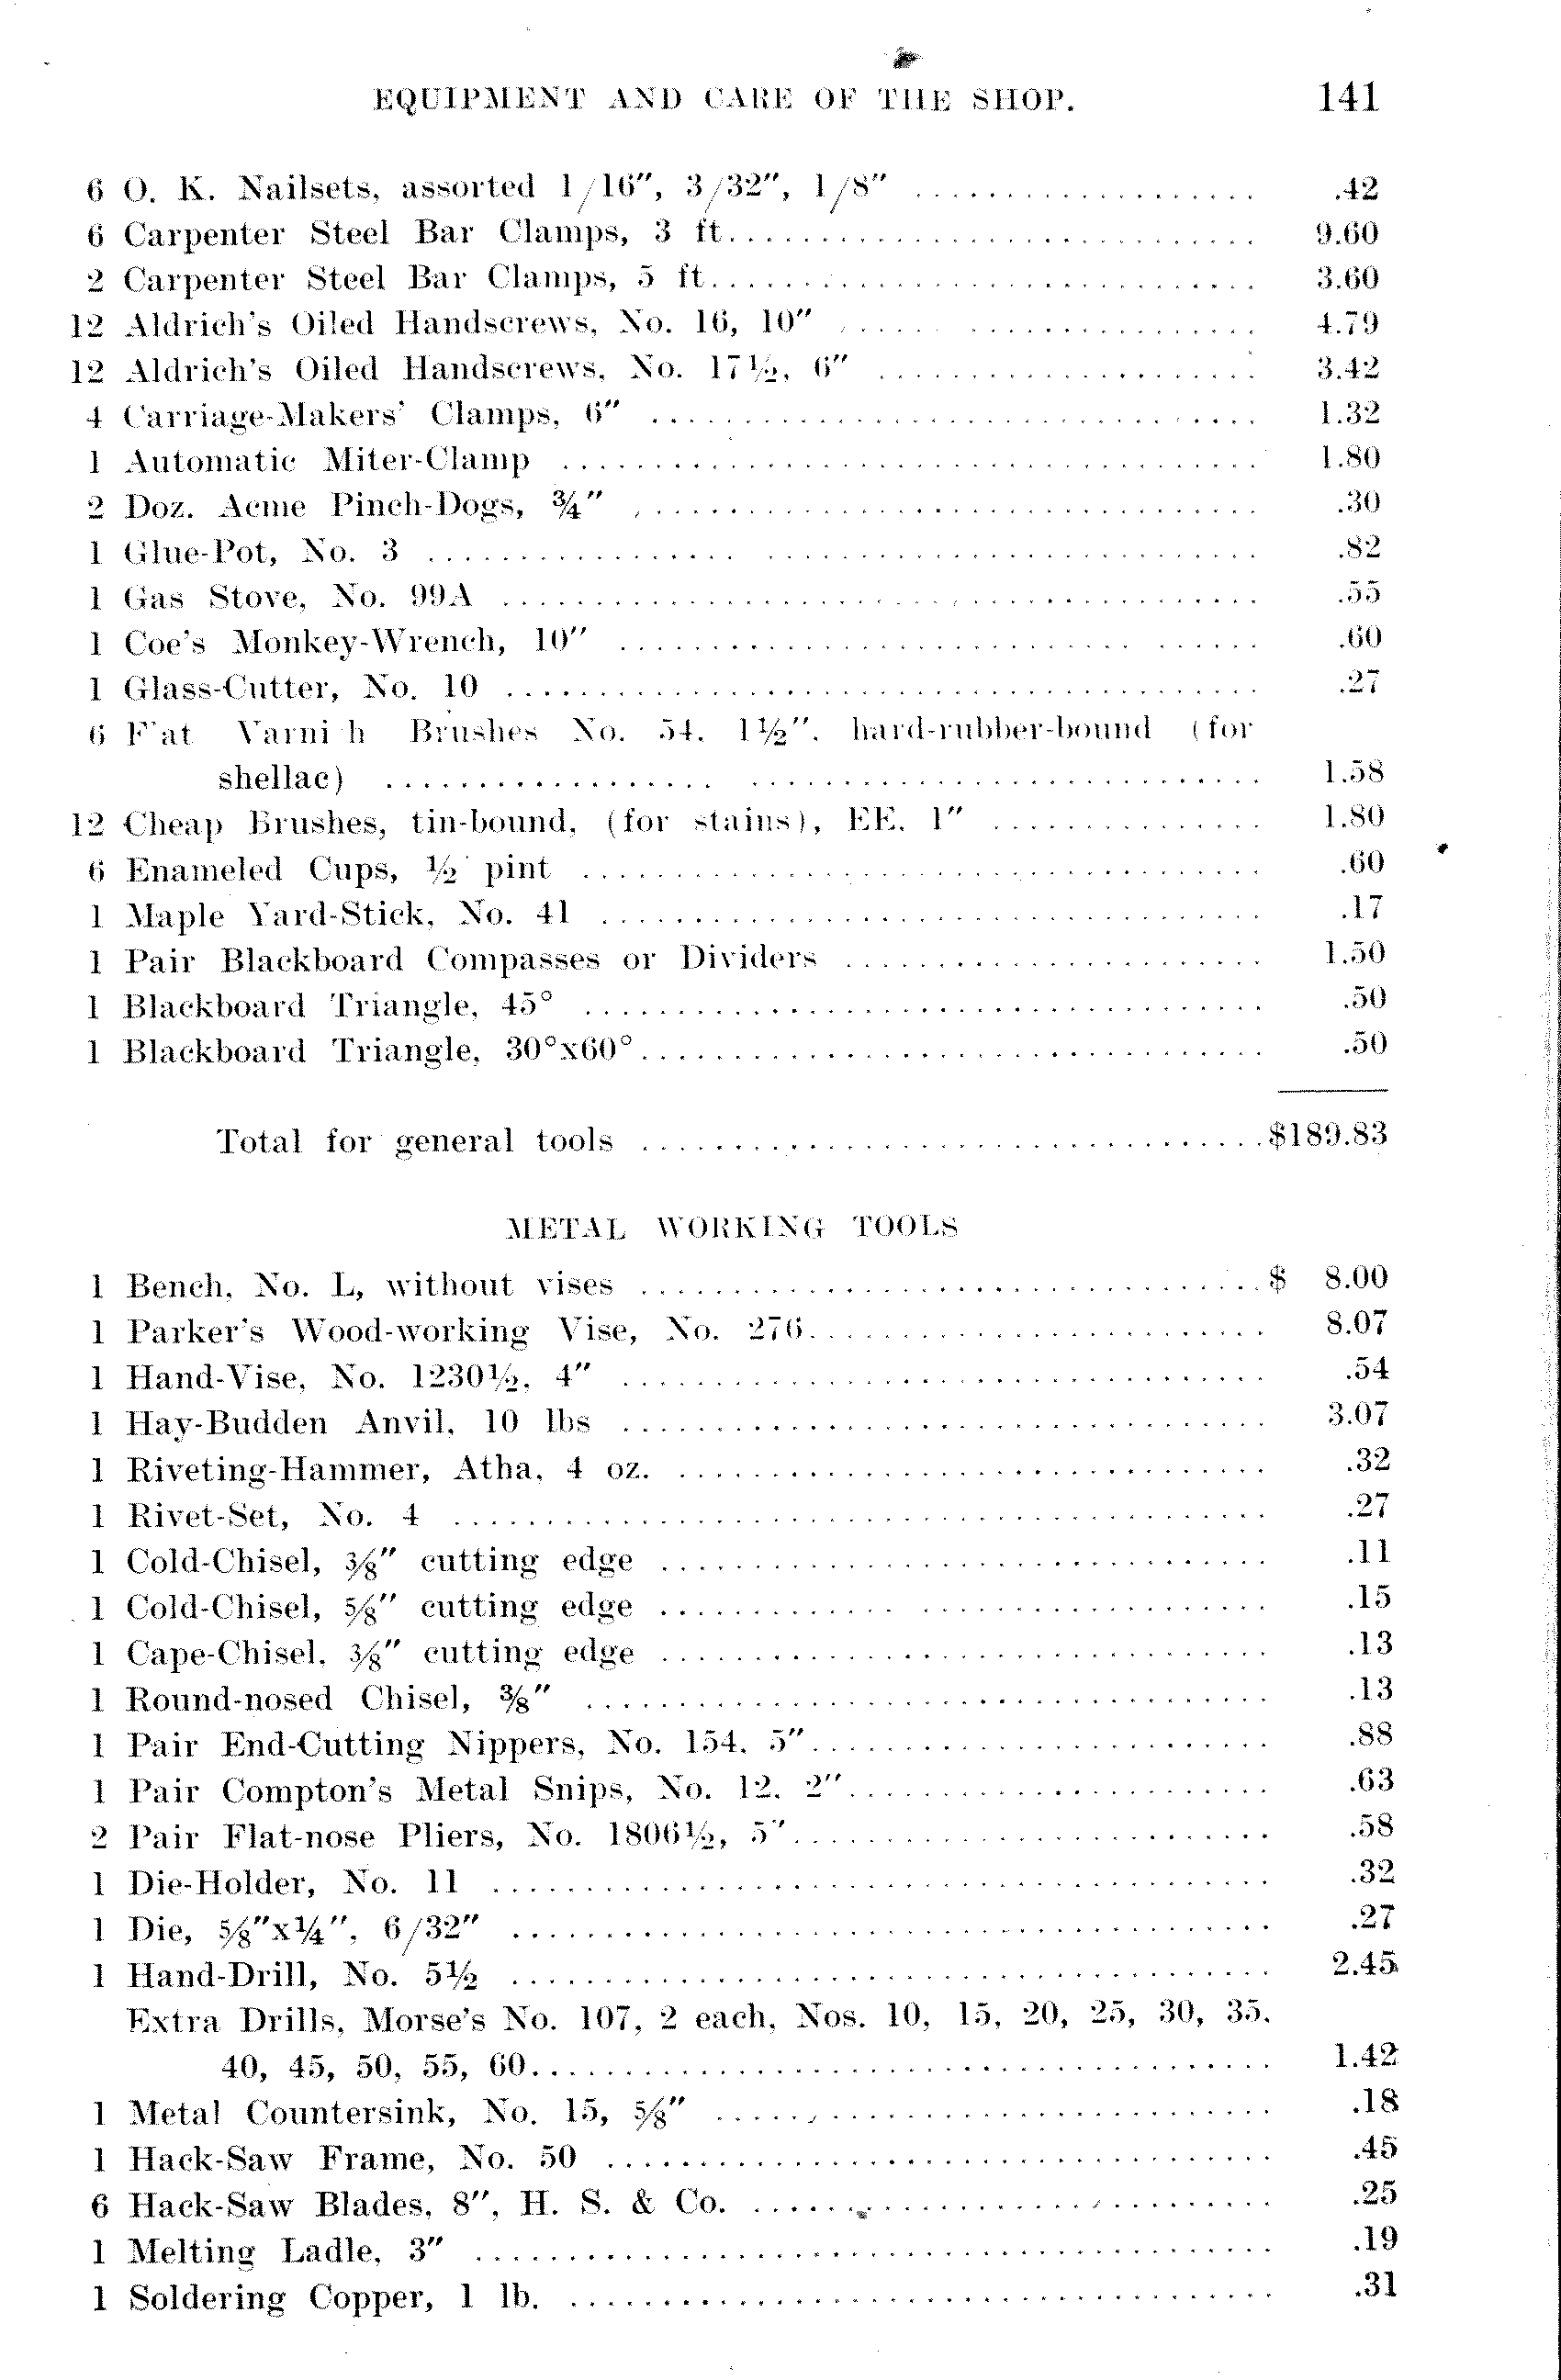 EQUIPMENT AND CARE OF THE SHOP. 141
6 O. K. Nailsets, assorted 1/16″, 3/32″, 1/8″ .42
6 Carpenter Steel Bar Clamps, 3 ft. 9.60
2 Carpenter Steel Bar Clamps, 5 ft. 3.60
12 Aldrich's Oiled Handscrews, No. 16, 10″ 4.79
12 Aldrich's Oiled Handscrews, No. 17½, 6″ 3.42
4 Carriage-Makers' Clamps, 6″ 1.32
1 Automatic Miter-Clamp 1.80
2 Doz. Acme Pinch-Dogs, ¾″ .30
1 Glue-Pot, No. 3 .82
1 Gas Stove, No. 99A .55
1 Coe's Monkey-Wrench, 10″ .60
1 Glass-Cutter, No. 10 .27
6 F'at Varni h Brushes No. 54. 1½″. hard-rubber-bound (for
shellac) 1.58
12 Cheap Brushes, tin-bound, (for stains), EE. 1″ 1.80
6 Enameled Cups, ½ pint .60
1 Maple Yard-Stick, No. 41 .17
1 Pair Blackboard Compasses or Dividers 1.50
1 Blackboard Triangle, 45° .50
1 Blackboard Triangle, 30°x60° .50
Total for general tools $189.83
METAL WORKING TOOLS
1 Bench, No. L, without vises $ 8.00
1 Parker's Wood-working Vise, No. 276 8.07
1 Hand-Vise, No. 1230½, 4″ .54
1 Hay-Budden Anvil, 10 lbs 3.07
1 Riveting-Hammer, Atha, 4 oz. .32
1 Rivet-Set, No. 4 .27
1 Cold-Chisel, ⅜″ cutting edge .11
1 Cold-Chisel, ⅝″ cutting edge .15
1 Cape-Chisel, ⅜″ cutting edge .13
1 Round-nosed Chisel, ⅜″ .13
1 Pair End-Cutting Nippers, No. 154, 5″ .88
1 Pair Compton's Metal Snips, No. 12, 2″ .63
2 Pair Flat-nose Pliers, No. 1806½, 5″ .58
1 Die-Holder, No. 11 .32
1 Die, ⅝″x¼″, 6/32″ .27
1 Hand-Drill, No. 5½ 2.45
Extra Drills, Morse's No. 107, 2 each, Nos. 10, 15, 20, 25, 30, 35,
40, 45, 50, 55, 60 1.42
1 Metal Countersink, No. 15, ⅝″ .18
1 Hack-Saw Frame, No. 50 .45
6 Hack-Saw Blades, 8″, H. S. & Co. .25
1 Melting Ladle, 3″ .19
1 Soldering Copper, 1 lb. .31